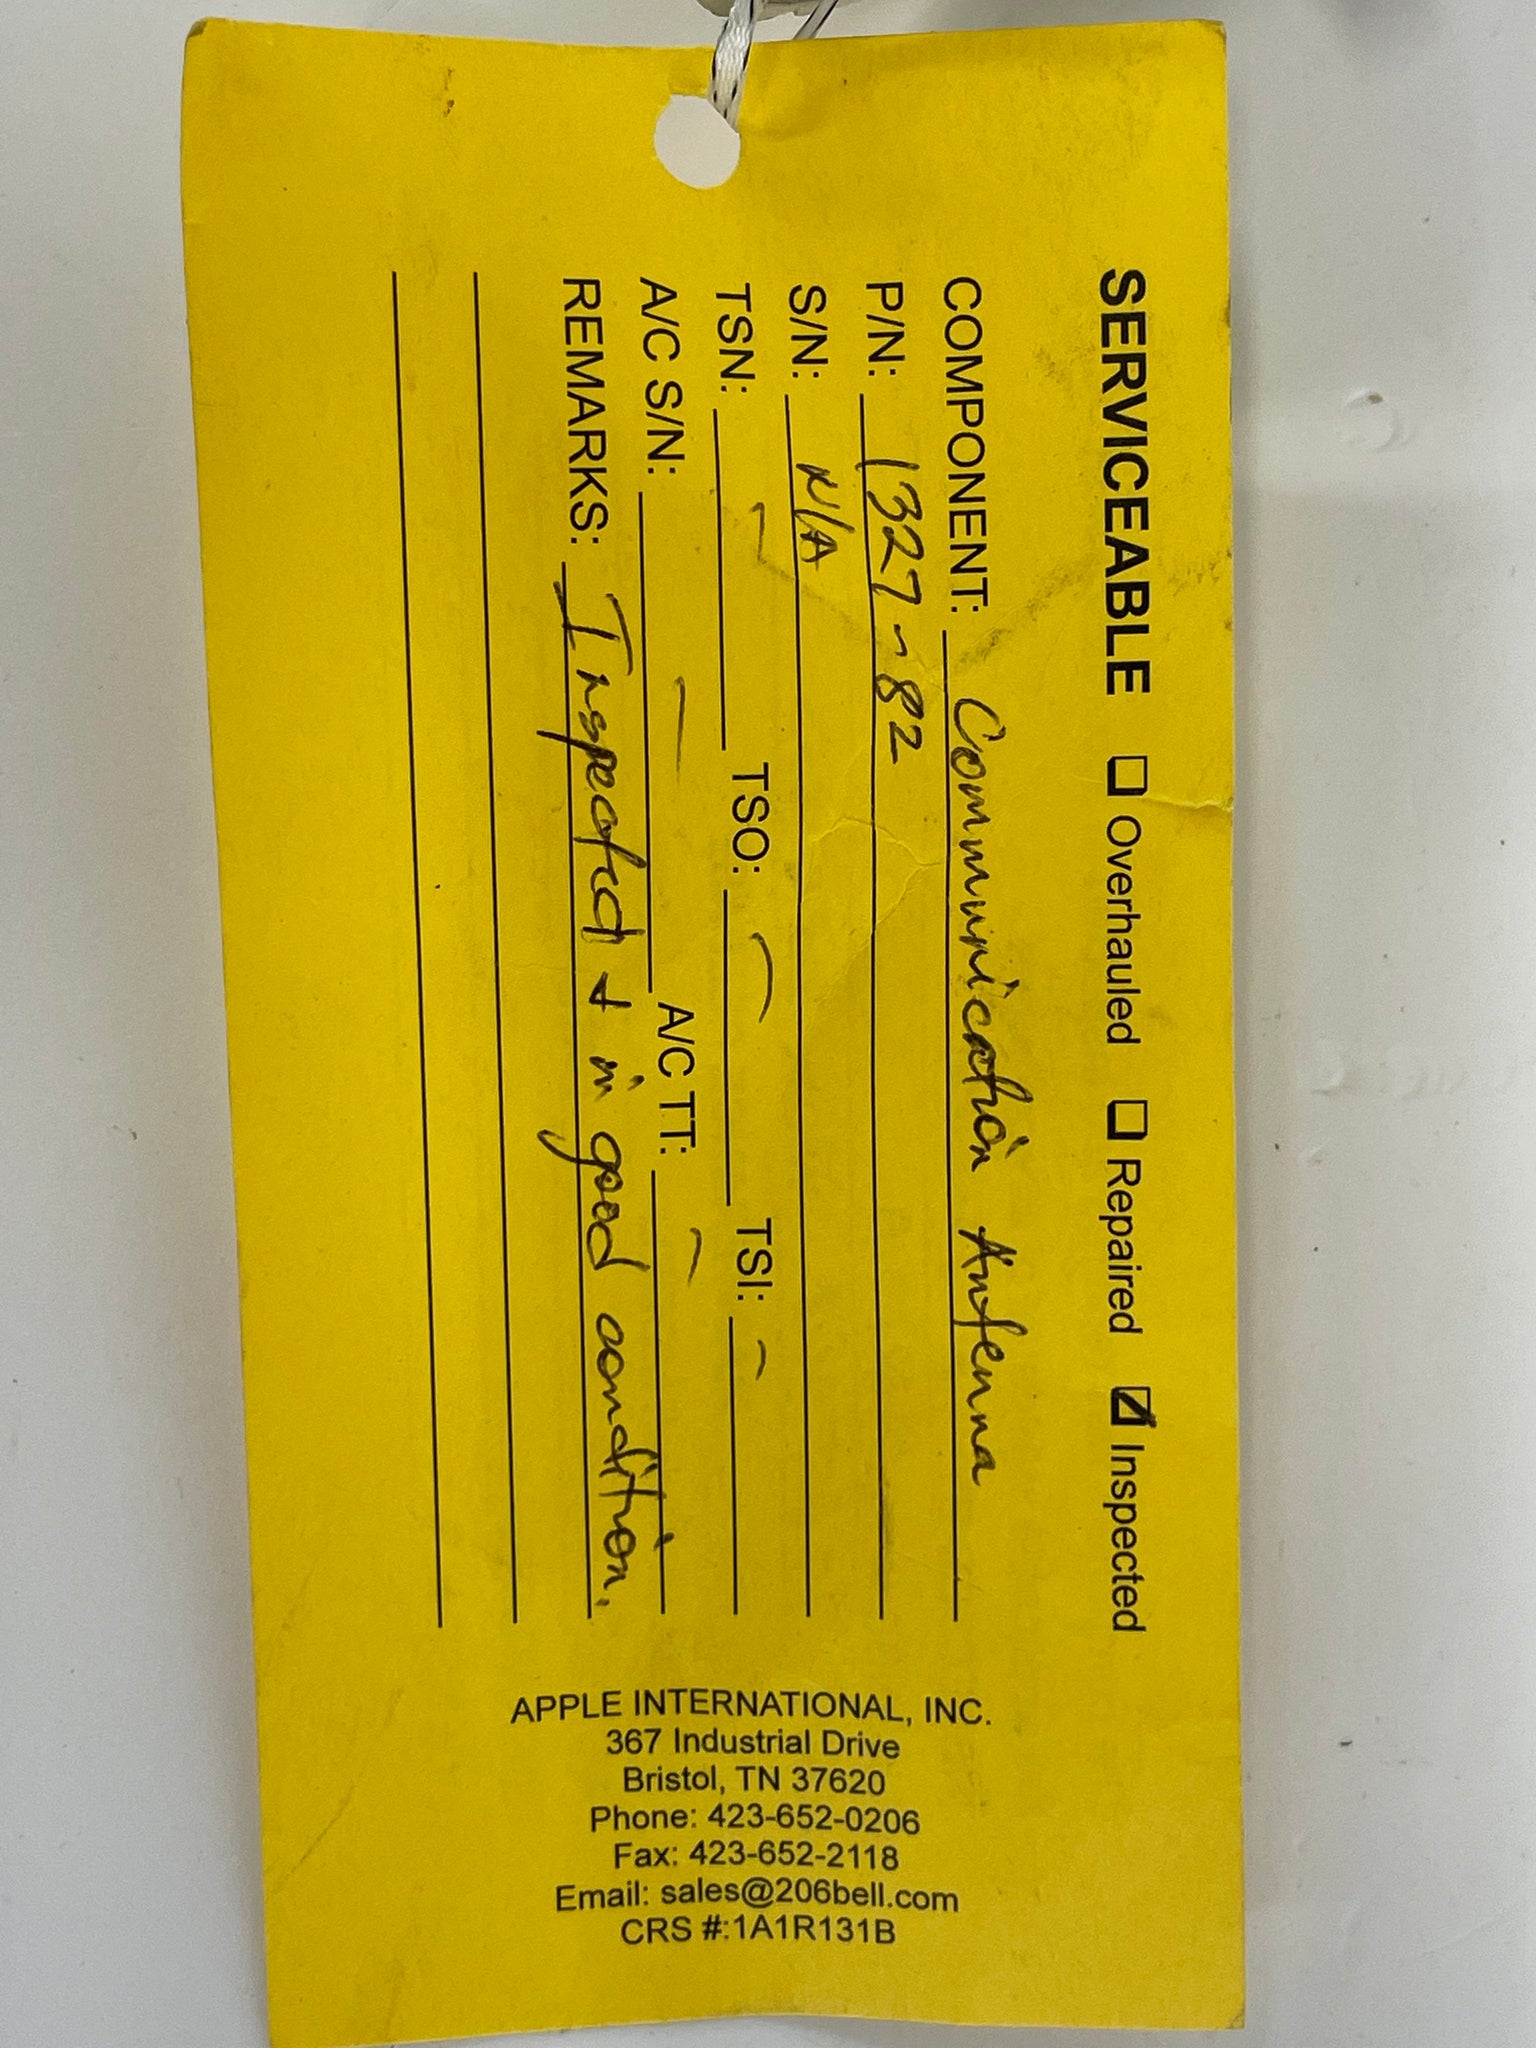 SERVICEABLE ☐ Overhauled ☐ Repaired ☑ Inspected
COMPONENT: Communication Antenna
P/N: 1327-82
S/N: N/A
TSN: — TSO: — TSI: —
A/C S/N: — A/C TT: —
REMARKS: Inspected & in good condition.
APPLE INTERNATIONAL, INC.
367 Industrial Drive
Bristol, TN 37620
Phone: 423-652-0206
Fax: 423-652-2118
Email: sales@206bell.com
CRS #:1A1R131B